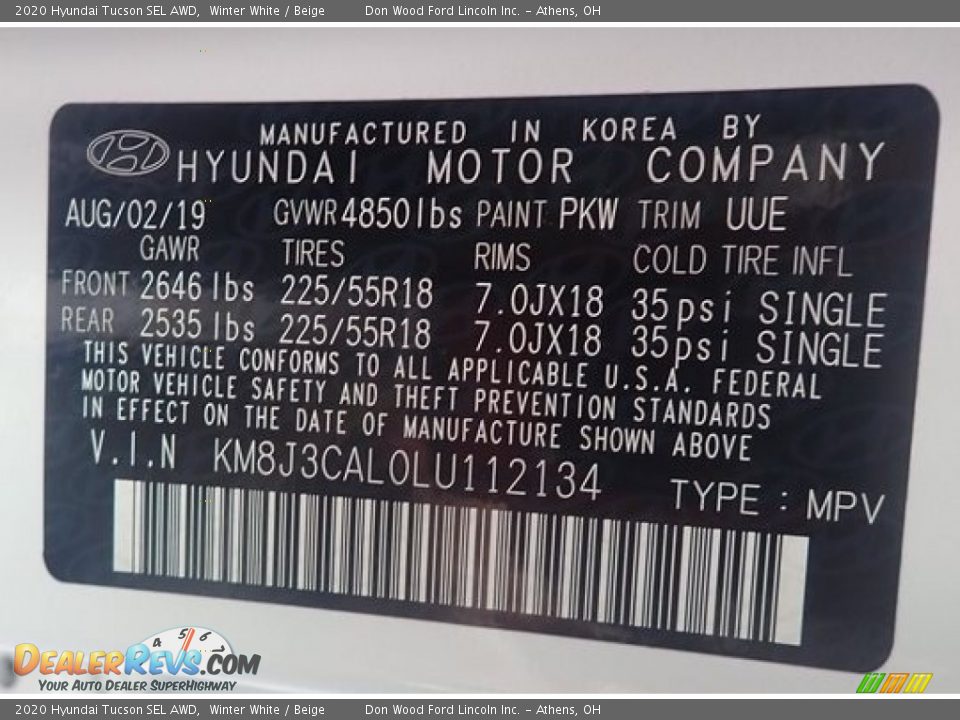 2020 Hyundai Tucson SEL AWD, Winter White / Beige Don Wood Ford Lincoln Inc. - Athens, OH
MANUFACTURED IN KOREA BY
HYUNDAI MOTOR COMPANY
AUG/02/19 GVWR 4850lbs PAINT PKW TRIM UUE
GAWR TIRES RIMS COLD TIRE INFL
FRONT 2646 lbs 225/55R18 7.0JX18 35psi SINGLE
REAR 2535 lbs 225/55R18 7.0JX18 35psi SINGLE
THIS VEHICLE CONFORMS TO ALL APPLICABLE U.S.A. FEDERAL
MOTOR VEHICLE SAFETY AND THEFT PREVENTION STANDARDS
IN EFFECT ON THE DATE OF MANUFACTURE SHOWN ABOVE
V.I.N KM8J3CAL0LU112134
TYPE : MPV
4 5 6
DEALERREVS.COM
YOUR AUTO DEALER SUPERHIGHWAY
2020 Hyundai Tucson SEL AWD, Winter White / Beige Don Wood Ford Lincoln Inc. - Athens, OH